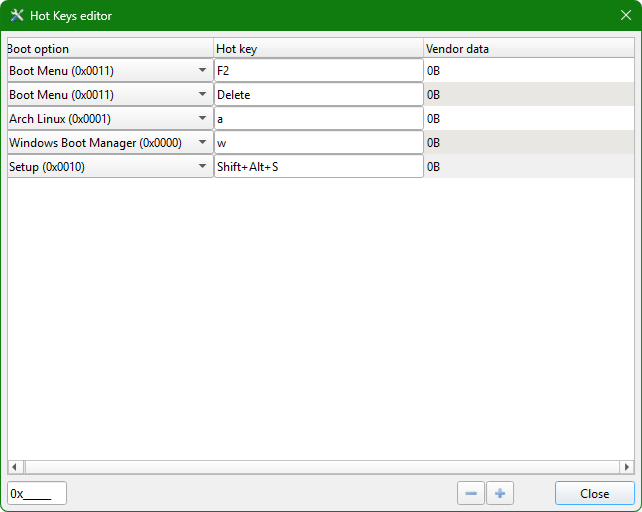 Hot Keys editor
Boot option Hot key Vendor data
Boot Menu (0x0011) F2 0B
Boot Menu (0x0011) Delete 0B
Arch Linux (0x0001) a 0B
Windows Boot Manager (0x0000) w 0B
Setup (0x0010) Shift+Alt+S 0B
0x____ Close